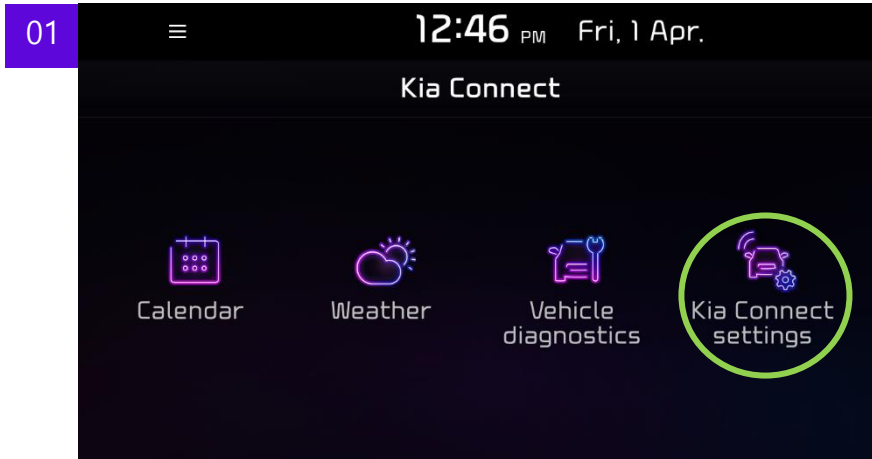 01
12:46 PM Fri, 1 Apr.
Kia Connect
Calendar
Weather
Vehicle
diagnostics
Kia Connect
settings